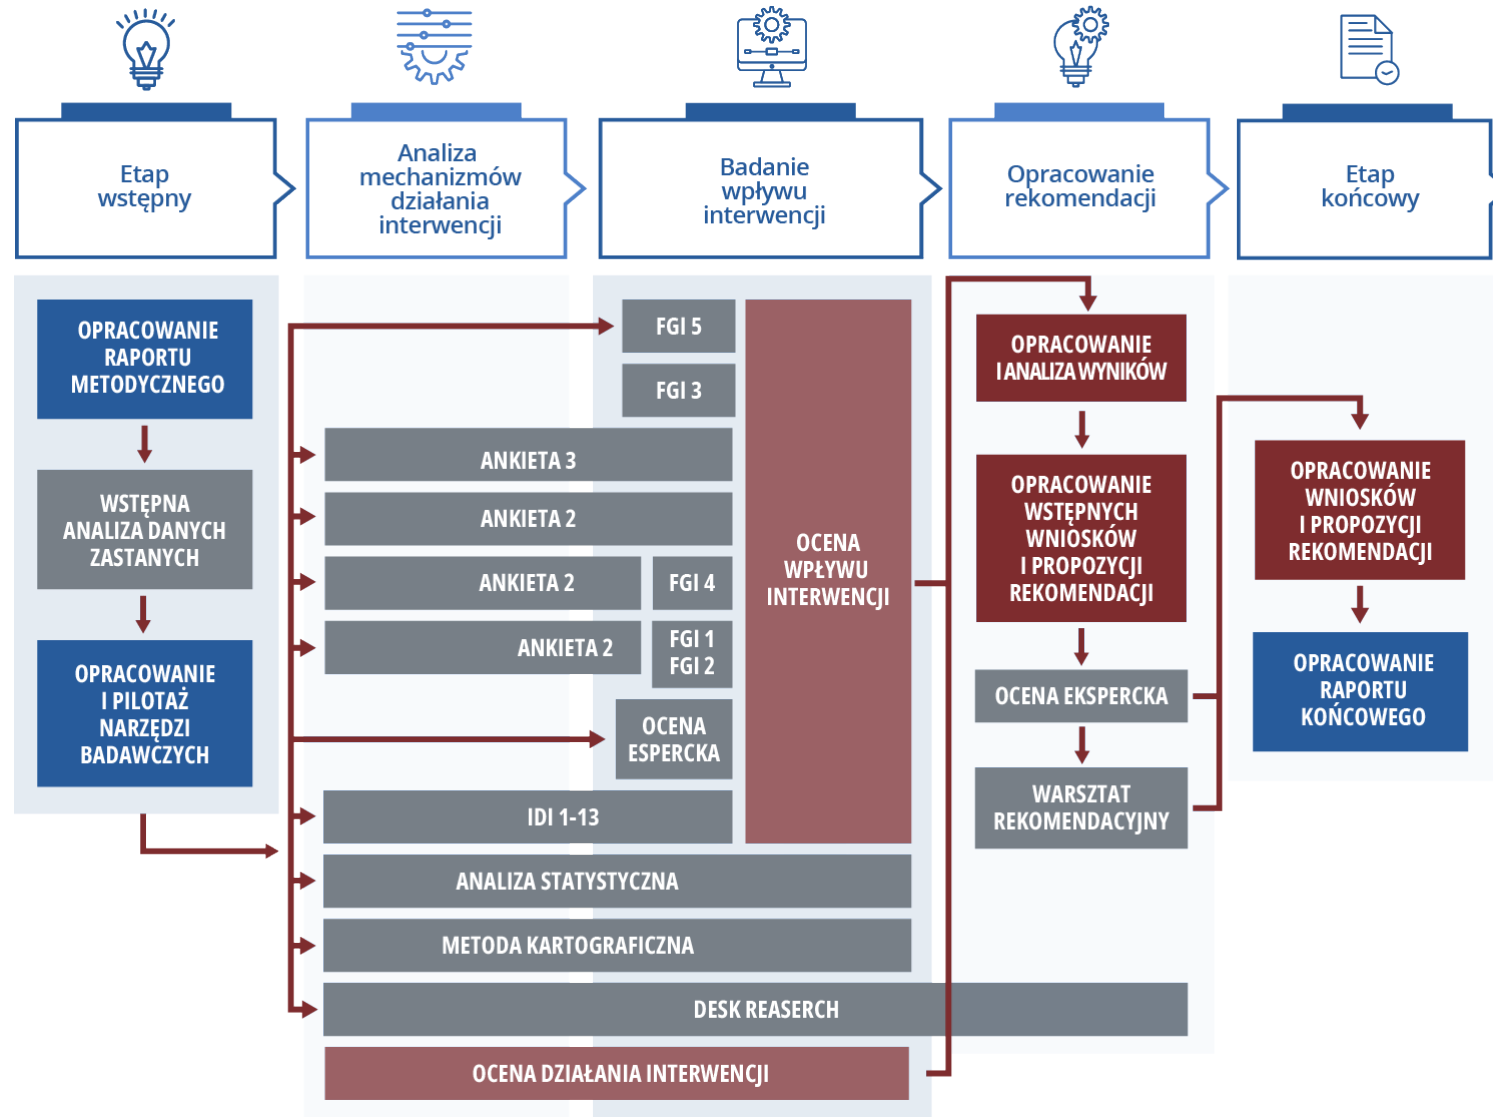 Etap
wstępny
Analiza
mechanizmów
działania
interwencji
Badanie
wpływu
interwencji
Opracowanie
rekomendacji
Etap
końcowy
OPRACOWANIE
RAPORTU
METODYCZNEGO
WSTĘPNA
ANALIZA DANYCH
ZASTANYCH
OPRACOWANIE
I PILOTAŻ
NARZĘDZI
BADAWCZYCH
FGI 5
FGI 3
ANKIETA 3
ANKIETA 2
ANKIETA 2
FGI 4
ANKIETA 2
FGI 1
FGI 2
OCENA
ESPERCKA
IDI 1-13
OCENA
WPŁYWU
INTERWENCJI
ANALIZA STATYSTYCZNA
METODA KARTOGRAFICZNA
DESK REASERCH
OCENA DZIAŁANIA INTERWENCJI
OPRACOWANIE
I ANALIZA WYNIKÓW
OPRACOWANIE
WSTĘPNYCH
WNIOSKÓW
I PROPOZYCJI
REKOMENDACJI
OCENA EKSPERCKA
WARSZTAT
REKOMENDACYJNY
OPRACOWANIE
WNIOSKÓW
I PROPOZYCJI
REKOMENDACJI
OPRACOWANIE
RAPORTU
KOŃCOWEGO